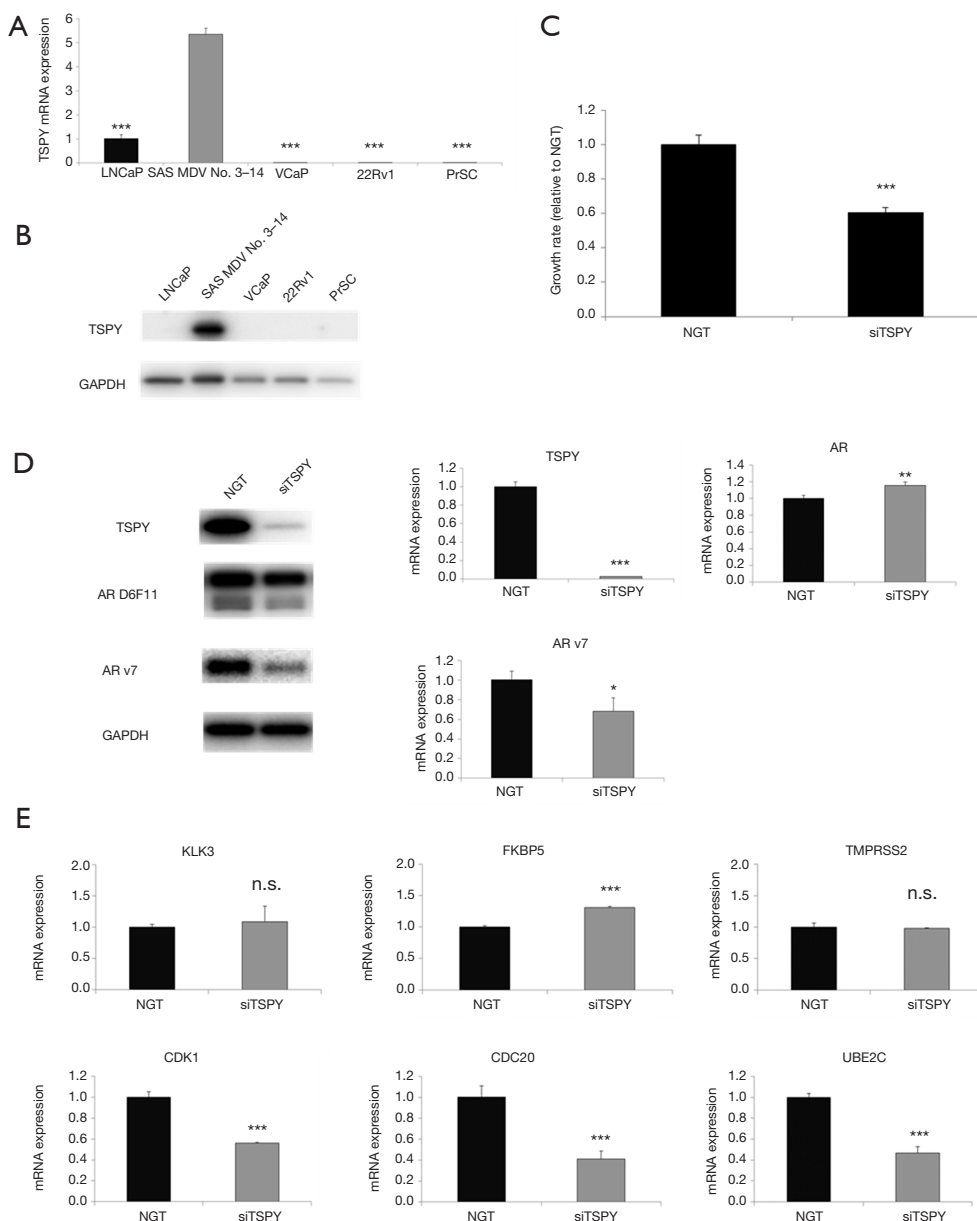 A
TSPY mRNA expression
6
5
4
3
2
1
0
***
***
***
***
LNCaP SAS MDV No. 3–14 VCaP 22Rv1 PrSC
B
LNCaP
SAS MDV No. 3–14
VCaP
22Rv1
PrSC
TSPY
GAPDH
C
Growth rate (relative to NGT)
1.2
1.0
0.8
0.6
0.4
0.2
0.0
***
NGT siTSPY
D
NGT
siTSPY
TSPY
AR D6F11
AR v7
GAPDH
TSPY
mRNA expression
1.2
1.0
0.8
0.6
0.4
0.2
0.0
***
NGT siTSPY
AR
mRNA expression
1.4
1.2
1.0
0.8
0.6
0.4
0.2
0.0
**
NGT siTSPY
AR v7
mRNA expression
1.2
1.0
0.8
0.6
0.4
0.2
0.0
*
NGT siTSPY
E
KLK3
mRNA expression
2.0
1.5
1.0
0.5
0.0
n.s.
NGT siTSPY
FKBP5
mRNA expression
2.0
1.5
1.0
0.5
0.0
***
NGT siTSPY
TMPRSS2
mRNA expression
2.0
1.5
1.0
0.5
0.0
n.s.
NGT siTSPY
CDK1
mRNA expression
1.2
1.0
0.8
0.6
0.4
0.2
0.0
***
NGT siTSPY
CDC20
mRNA expression
1.2
1.0
0.8
0.6
0.4
0.2
0.0
***
NGT siTSPY
UBE2C
mRNA expression
1.2
1.0
0.8
0.6
0.4
0.2
0.0
***
NGT siTSPY